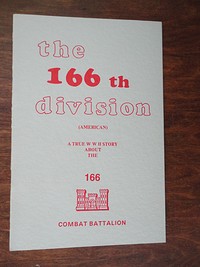 the
166 th
division
(AMERICAN)
A TRUE W W II STORY
ABOUT
THE
166
COMBAT BATTALION